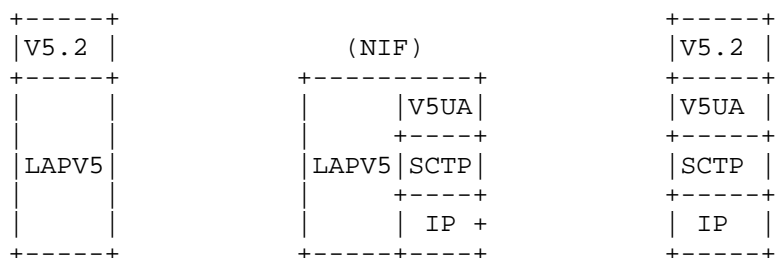 +-----+                                  +-----+
|V5.2 |              (NIF)               |V5.2 |
+-----+           +----------+           +-----+
|     |           |     |V5UA|           |V5UA |
|     |           |     +----+           +-----+
|LAPV5|           |LAPV5|SCTP|           |SCTP |
|     |           |     +----+           +-----+
|     |           |     | IP +           | IP  |
+-----+           +-----+----+           +-----+